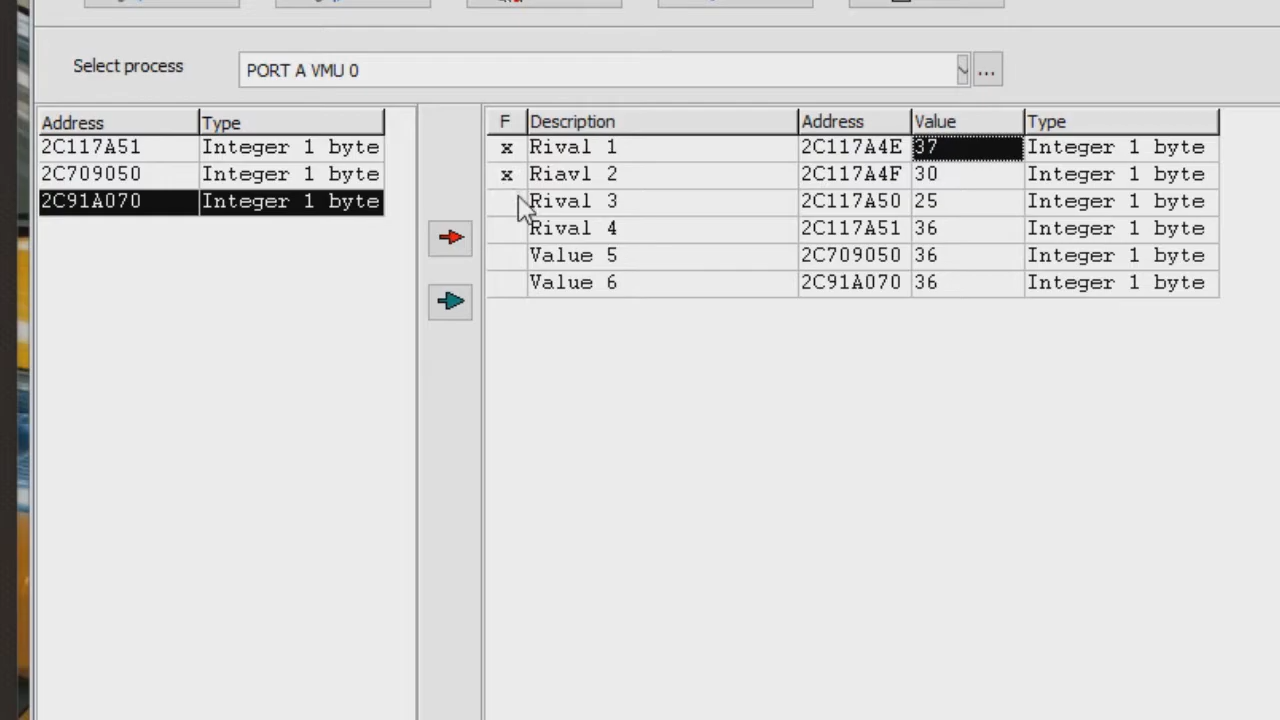 Select process PORT A VMU 0 ...
Address Type
2C117A51 Integer 1 byte
2C709050 Integer 1 byte
2C91A070 Integer 1 byte
F Description Address Value Type
x Rival 1 2C117A4E 37 Integer 1 byte
x Riavl 2 2C117A4F 30 Integer 1 byte
Rival 3 2C117A50 25 Integer 1 byte
Rival 4 2C117A51 36 Integer 1 byte
Value 5 2C709050 36 Integer 1 byte
Value 6 2C91A070 36 Integer 1 byte